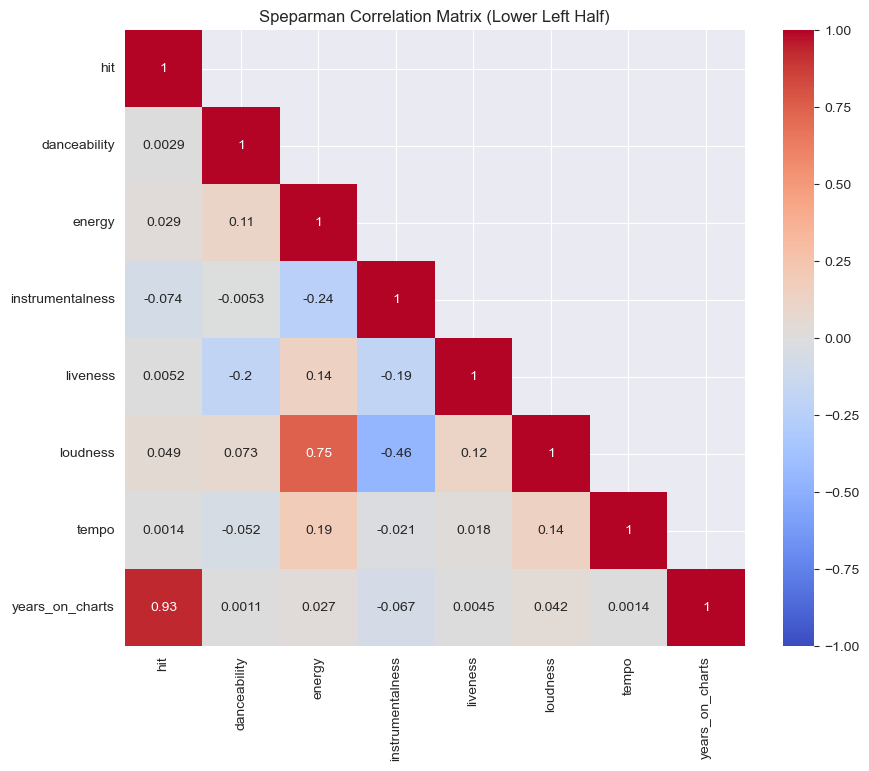 Speparman Correlation Matrix (Lower Left Half)
hit 1
danceability 0.0029 1
energy 0.029 0.11 1
instrumentalness -0.074 -0.0053 -0.24 1
liveness 0.0052 -0.2 0.14 -0.19 1
loudness 0.049 0.073 0.75 -0.46 0.12 1
tempo 0.0014 -0.052 0.19 -0.021 0.018 0.14 1
years_on_charts 0.93 0.0011 0.027 -0.067 0.0045 0.042 0.0014 1
hit danceability energy instrumentalness liveness loudness tempo years_on_charts
1.00
0.75
0.50
0.25
0.00
−0.25
−0.50
−0.75
−1.00